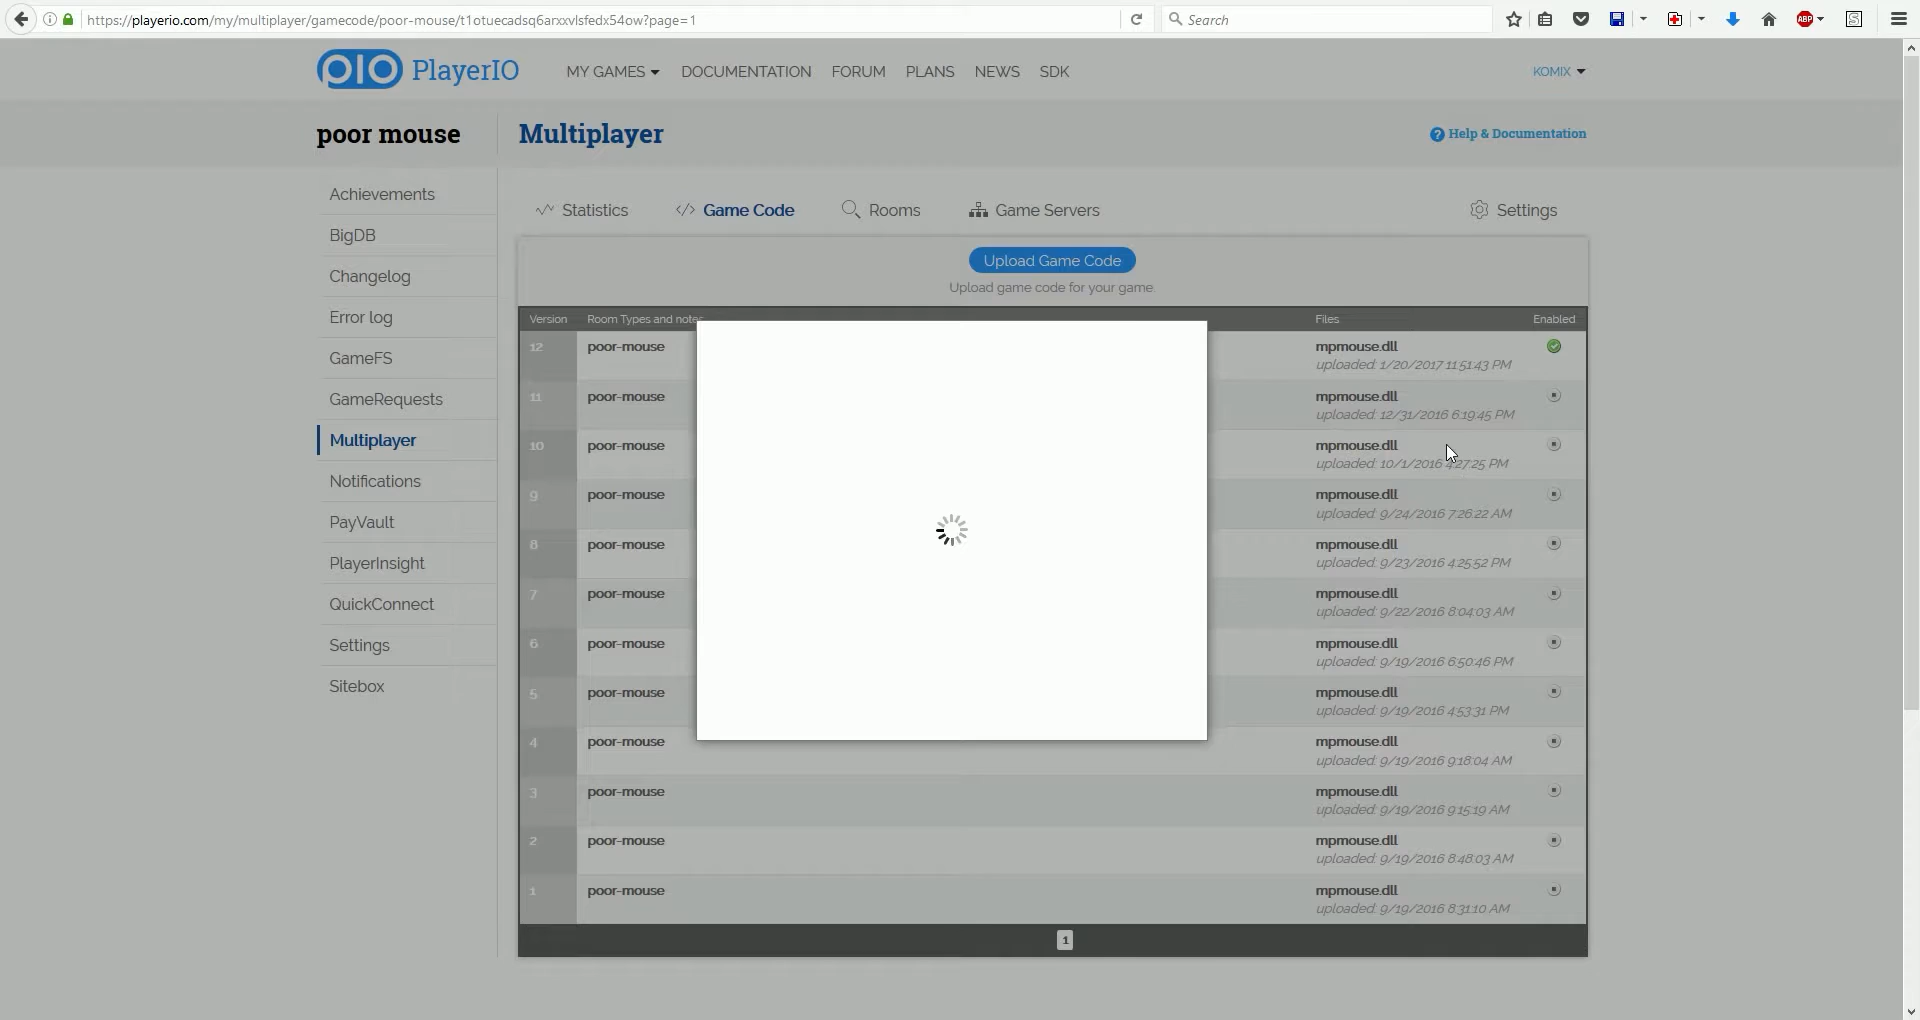 https://playerio.com/my/multiplayer/gamecode/poor-mouse/t1otuecadsq6arxxvlsfedx54ow?page=1
Search
ABP
S
pio PlayerIO
MY GAMES
DOCUMENTATION
FORUM
PLANS
NEWS
SDK
KOMIX
poor mouse
Multiplayer
? Help & Documentation
Achievements
BigDB
Changelog
Error log
GameFS
GameRequests
Multiplayer
Notifications
PayVault
PlayerInsight
QuickConnect
Settings
Sitebox
Statistics
Game Code
Rooms
Game Servers
Settings
Upload Game Code
Upload game code for your game.
Version Room Types and notes Files Enabled
12 poor-mouse mpmouse.dll
uploaded: 1/20/2017 11:51:43 PM
11 poor-mouse mpmouse.dll
uploaded: 12/31/2016 6:19:45 PM
10 poor-mouse mpmouse.dll
uploaded: 10/1/2016 4:27:25 PM
9 poor-mouse mpmouse.dll
uploaded: 9/24/2016 7:26:22 AM
8 poor-mouse mpmouse.dll
uploaded: 9/23/2016 4:25:52 PM
7 poor-mouse mpmouse.dll
uploaded: 9/22/2016 8:04:03 AM
6 poor-mouse mpmouse.dll
uploaded: 9/19/2016 6:50:46 PM
5 poor-mouse mpmouse.dll
uploaded: 9/19/2016 4:53:31 PM
4 poor-mouse mpmouse.dll
uploaded: 9/19/2016 9:18:04 AM
3 poor-mouse mpmouse.dll
uploaded: 9/19/2016 9:15:19 AM
2 poor-mouse mpmouse.dll
uploaded: 9/19/2016 8:48:03 AM
1 poor-mouse mpmouse.dll
uploaded: 9/19/2016 8:31:10 AM
1